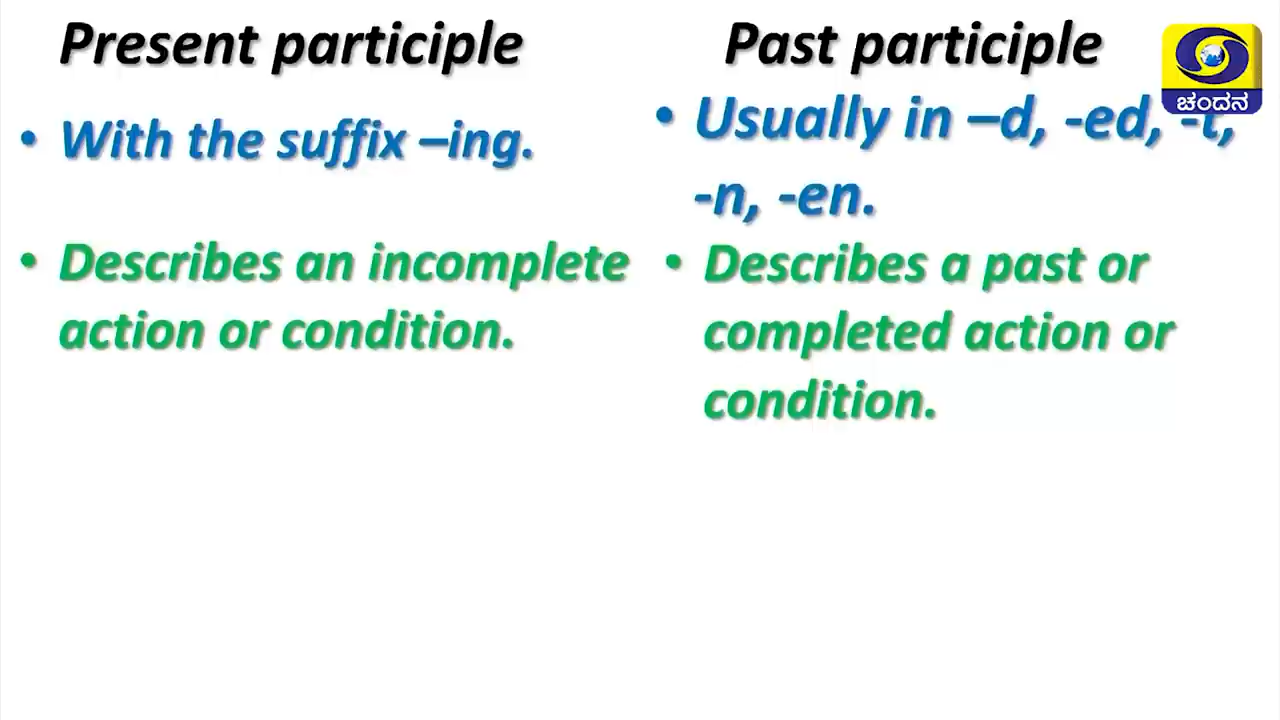 Present participle
• With the suffix –ing.
• Describes an incomplete
action or condition.
Past participle
• Usually in –d, -ed, -t,
-n, -en.
• Describes a past or
completed action or
condition.
ಚಂದನ